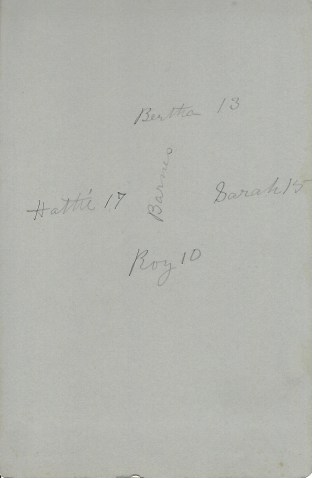 Bertha 13
Barnes
Hattie 17
Sarah 15
Roy 10